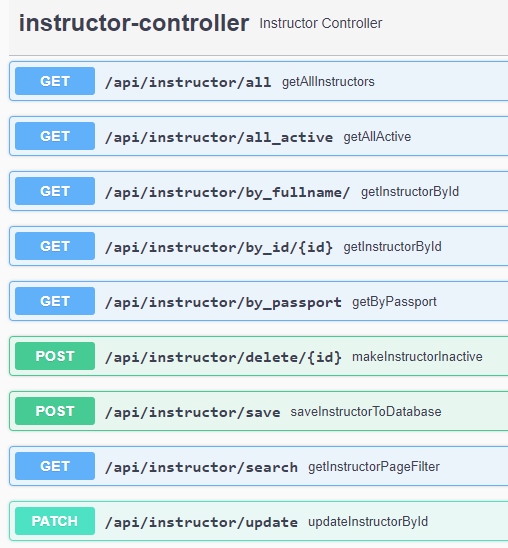 instructor-controller Instructor Controller
GET /api/instructor/all getAllInstructors
GET /api/instructor/all_active getAllActive
GET /api/instructor/by_fullname/ getInstructorById
GET /api/instructor/by_id/{id} getInstructorById
GET /api/instructor/by_passport getByPassport
POST /api/instructor/delete/{id} makeInstructorInactive
POST /api/instructor/save saveInstructorToDatabase
GET /api/instructor/search getInstructorPageFilter
PATCH /api/instructor/update updateInstructorById